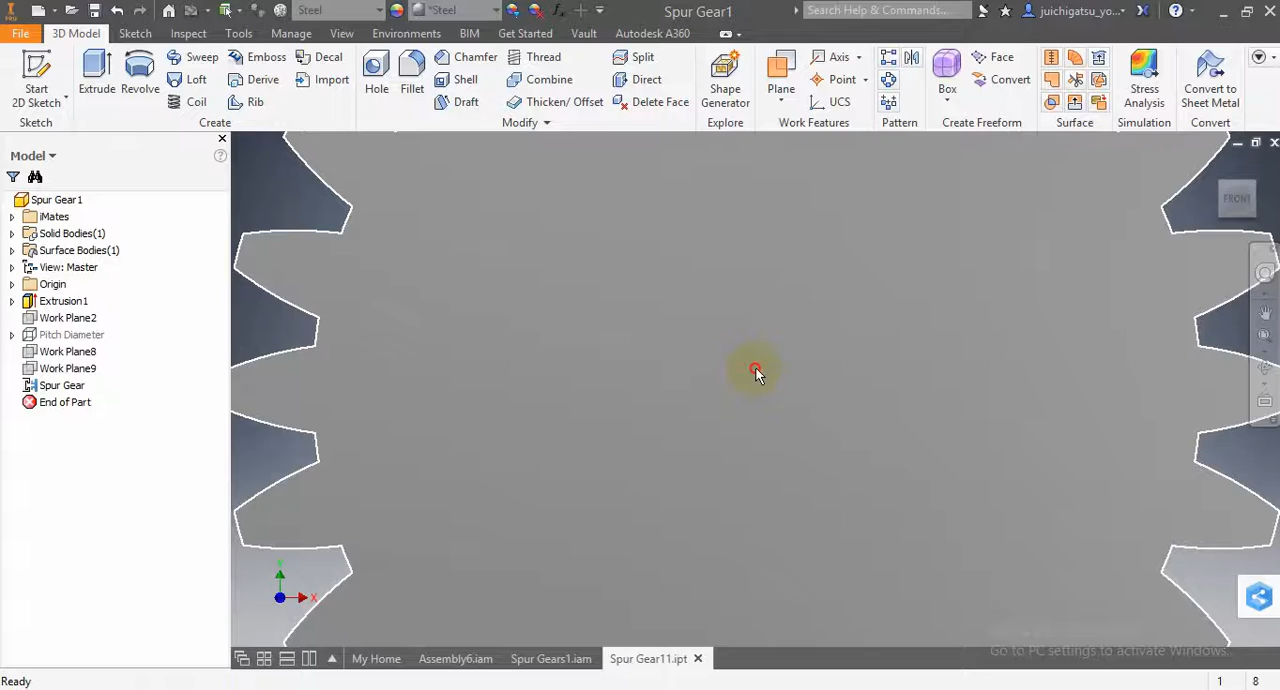 PRO
Steel
*Steel
Spur Gear1
Search Help & Commands...
juichigatsu_yo...
File
3D Model
Sketch
Inspect
Tools
Manage
View
Environments
BIM
Get Started
Vault
Autodesk A360
Start
2D Sketch
Extrude
Revolve
Sweep
Loft
Coil
Emboss
Derive
Rib
Decal
Import
Hole
Fillet
Chamfer
Shell
Draft
Thread
Combine
Thicken/ Offset
Split
Direct
Delete Face
Shape
Generator
Plane
Axis
Point
UCS
Box
Face
Convert
Stress
Analysis
Convert to
Sheet Metal
Sketch
Create
Modify
Explore
Work Features
Pattern
Create Freeform
Surface
Simulation
Convert
Model
Spur Gear1
iMates
Solid Bodies(1)
Surface Bodies(1)
View: Master
Origin
Extrusion1
Work Plane2
Pitch Diameter
Work Plane8
Work Plane9
Spur Gear
End of Part
FRONT
Y
X
Go to PC settings to activate Windows.
My Home
Assembly6.iam
Spur Gears1.iam
Spur Gear11.ipt
Ready
1
8